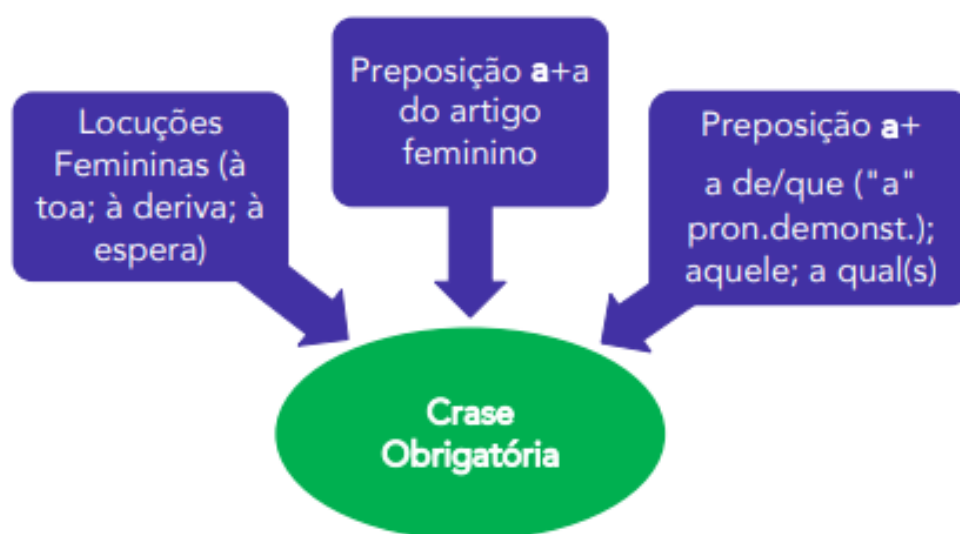 Locuções
Femininas (à
toa; à deriva; à
espera)
Preposição a+a
do artigo
feminino
Preposição a+
a de/que ("a"
pron.demonst.);
aquele; a qual(s)
Crase
Obrigatória